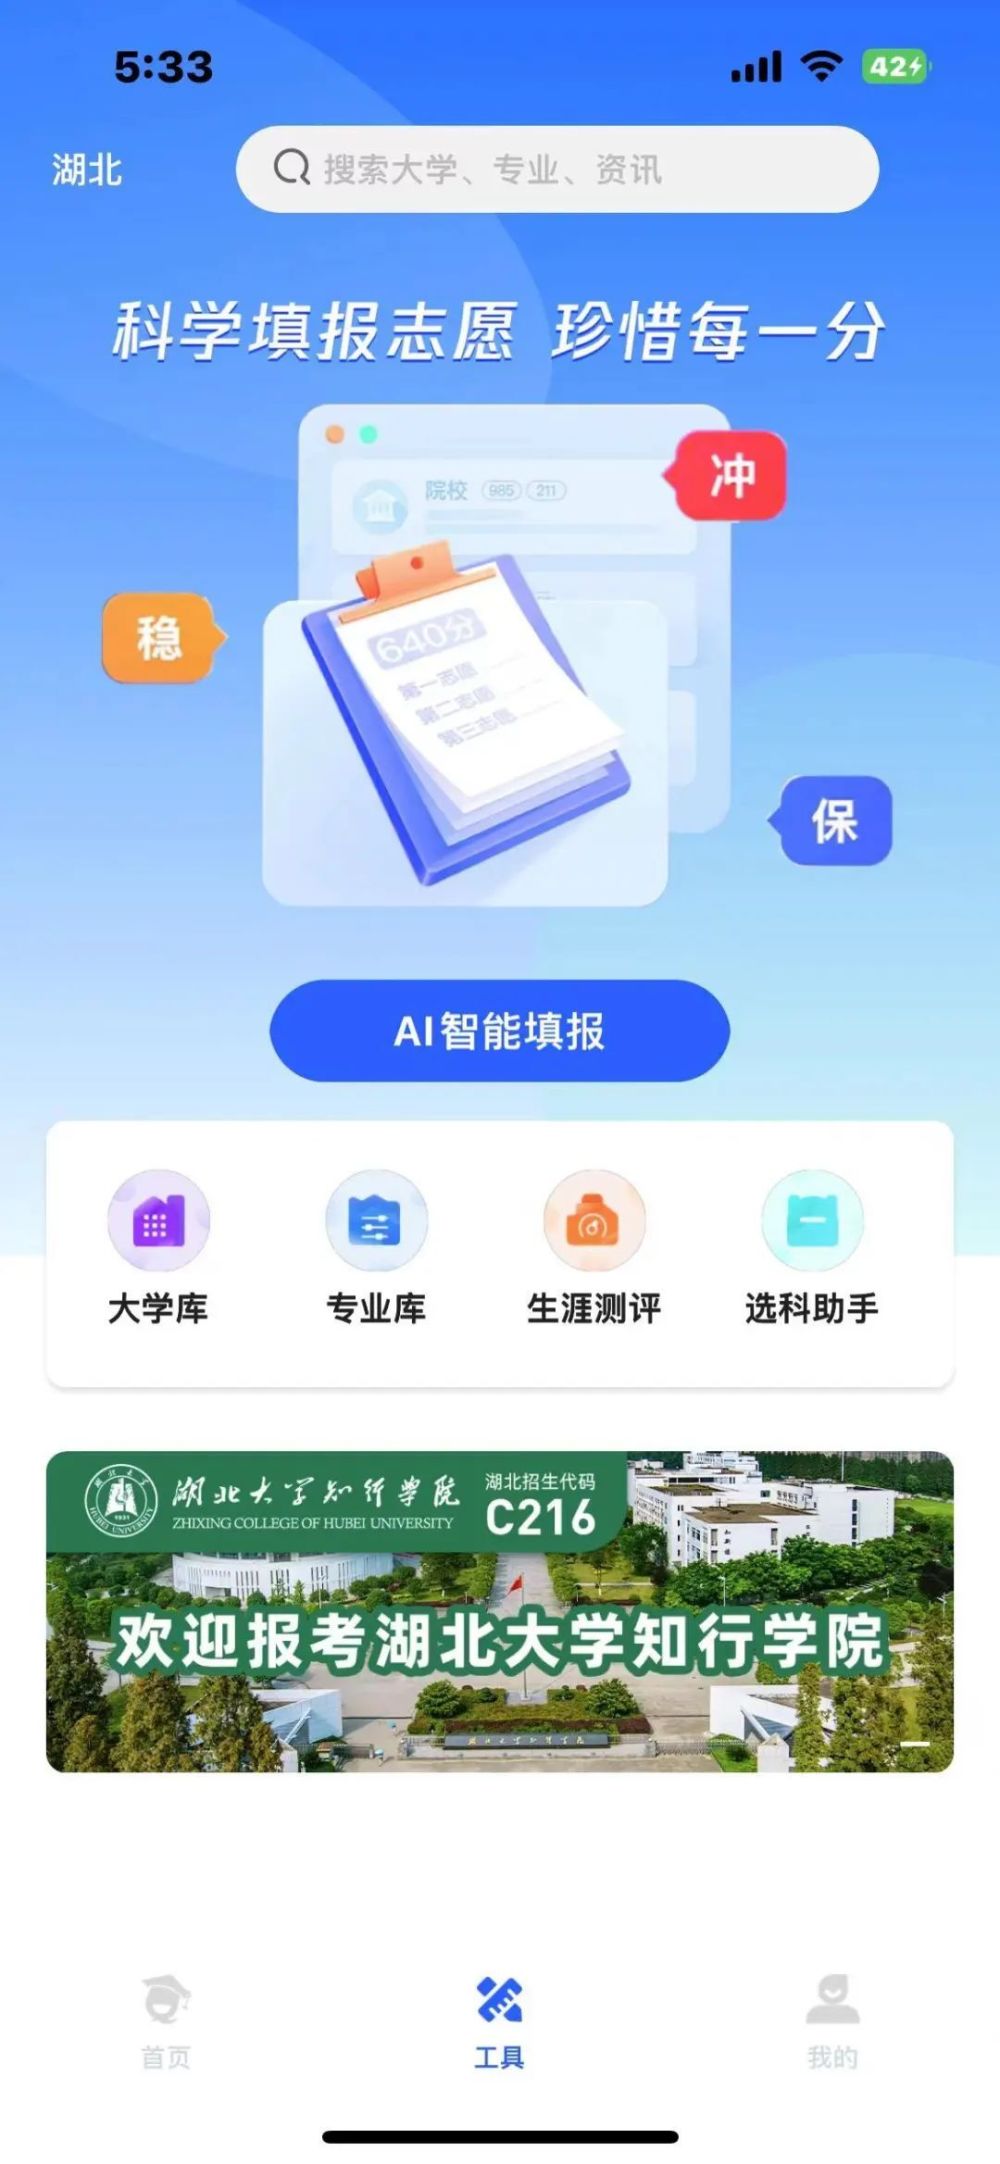 5:33
42
湖北
搜索大学、专业、资讯
科学填报志愿 珍惜每一分
院校 985 211
冲
稳
640分
第一志愿
第二志愿
第三志愿
保
AI智能填报
大学库 专业库 生涯测评 选科助手
湖北大学知行学院
ZHIXING COLLEGE OF HUBEI UNIVERSITY
湖北招生代码
C216
HUBEI UNIVERSITY
1931
欢迎报考湖北大学知行学院
首页 工具 我的